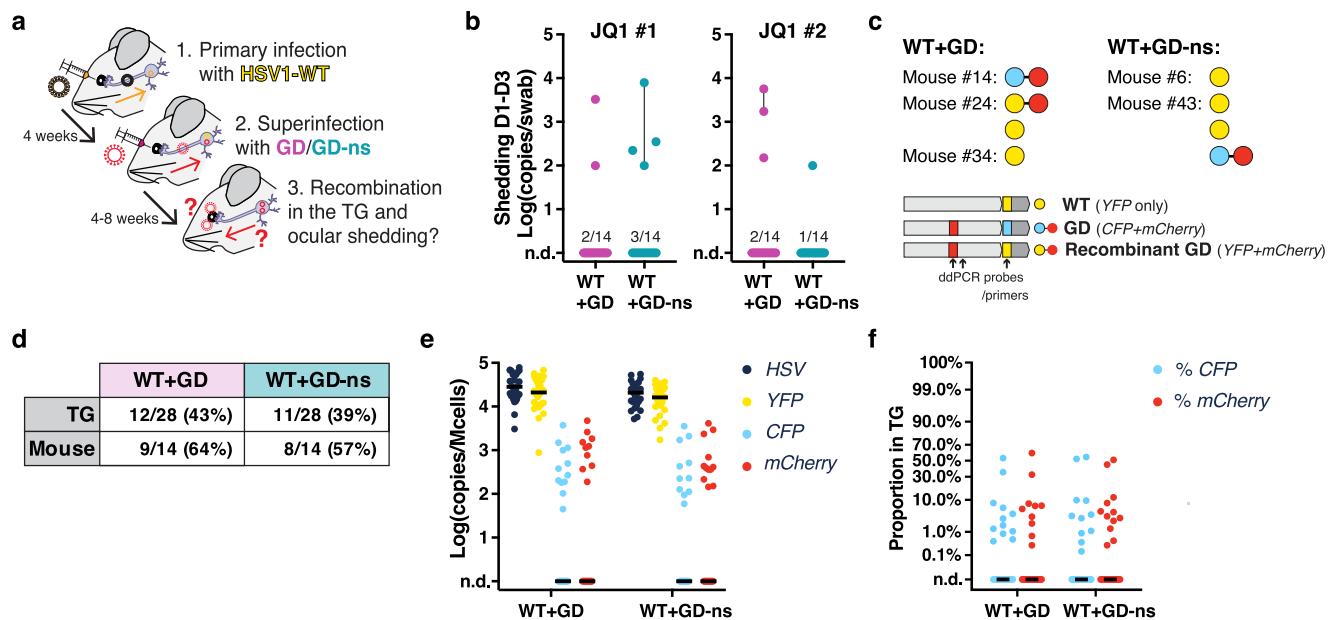 a
1. Primary infection
with HSV1-WT
4 weeks
2. Superinfection
with GD/GD-ns
4-8 weeks
?
?
3. Recombination
in the TG and
ocular shedding?
b
JQ1 #1
JQ1 #2
Shedding D1-D3
Log(copies/swab)
5
4
3
2
1
n.d.
2/14
3/14
WT
+GD
WT
+GD-ns
5
4
3
2
1
n.d.
2/14
1/14
WT
+GD
WT
+GD-ns
c
WT+GD:
Mouse #14:
Mouse #24:
Mouse #34:
WT+GD-ns:
Mouse #6:
Mouse #43:
WT (YFP only)
GD (CFP+mCherry)
Recombinant GD (YFP+mCherry)
ddPCR probes
/primers
d
WT+GD WT+GD-ns
TG 12/28 (43%) 11/28 (39%)
Mouse 9/14 (64%) 8/14 (57%)
e
Log(copies/Mcells)
5
4
3
2
1
n.d.
WT+GD
WT+GD-ns
HSV
YFP
CFP
mCherry
f
Proportion in TG
100%
99.0%
90.0%
70.0%
50.0%
30.0%
10.0%
1.0%
0.1%
n.d.
WT+GD
WT+GD-ns
% CFP
% mCherry